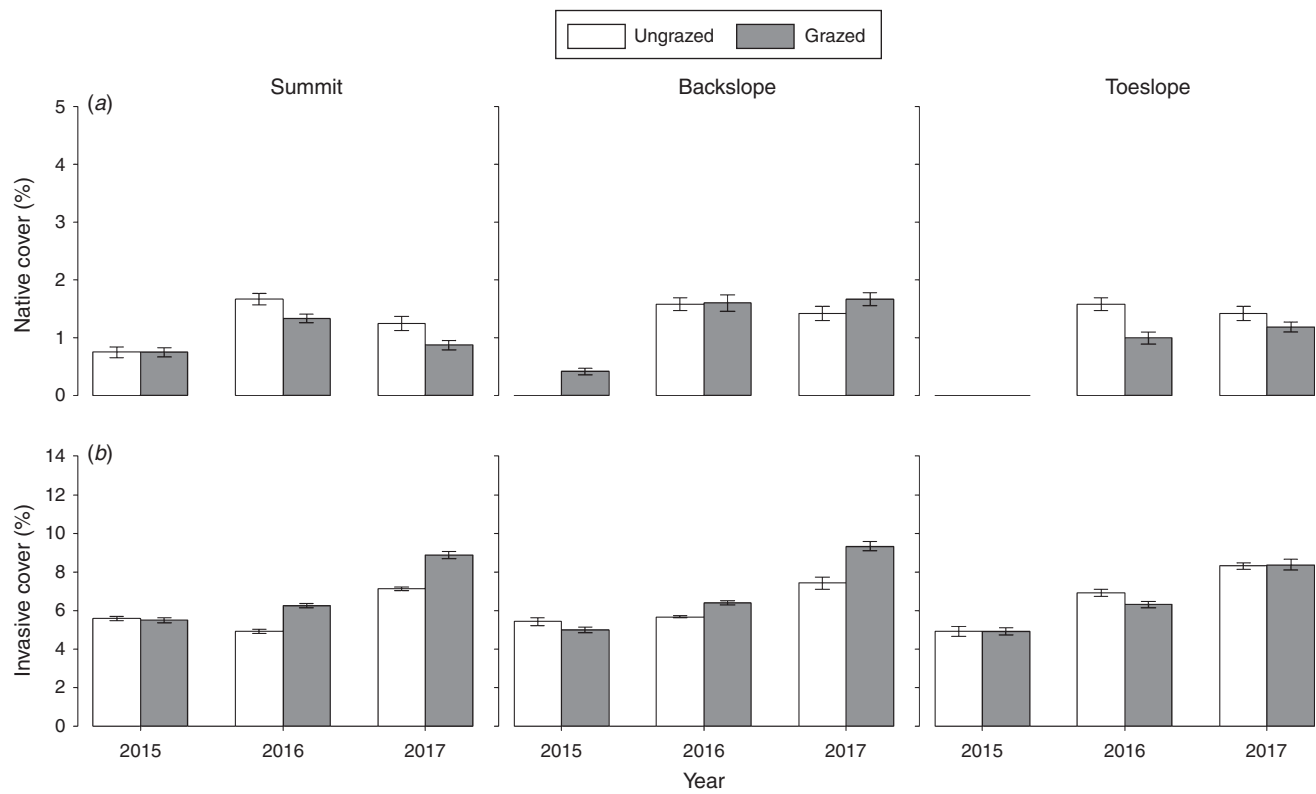 Ungrazed Grazed
Summit Backslope Toeslope
(a)
5
4
3
2
1
0
Native cover (%)
(b)
14
12
10
8
6
4
2
0
Invasive cover (%)
2015 2016 2017 2015 2016 2017 2015 2016 2017
Year